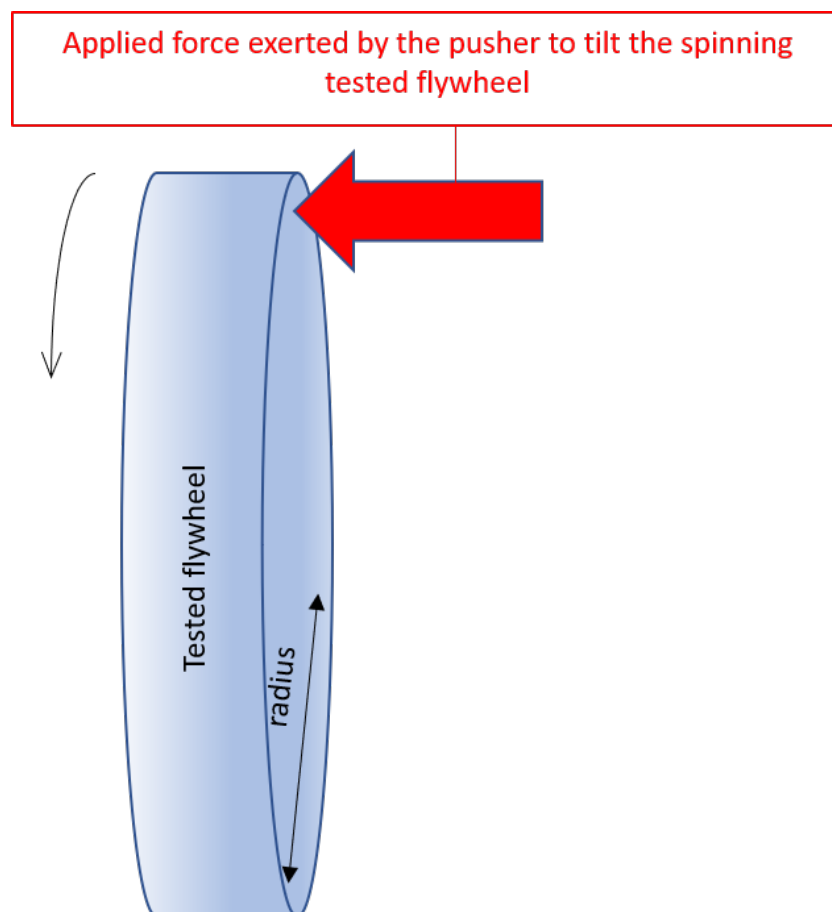 Applied force exerted by the pusher to tilt the spinning
tested flywheel
Tested flywheel
radius